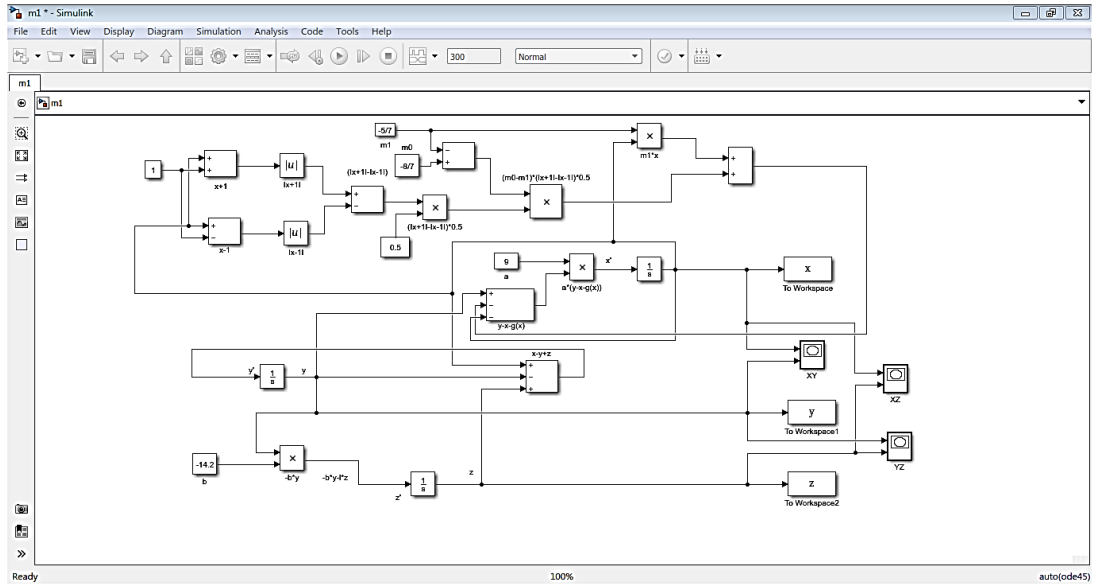 m1 * - Simulink
File Edit View Display Diagram Simulation Analysis Code Tools Help
300
Normal
m1
m1
-5/7
m1
m0
-8/7
×
m1*x
1
+
+
x+1
|u|
|x+1|
(|x+1|-|x-1|)
-
+
(m0-m1)*(|x+1|-|x-1|)*0.5
×
+
+
+
-
x-1
|u|
|x-1|
+
-
×
(|x+1|-|x-1|)*0.5
0.5
g
a
×
a*(y-x-g(x))
x'
1
s
x
To Workspace
+
-
-
y-x-g(x)
x-y+z
+
-
+
y'
1
s
y
XY
XZ
y
To Workspace1
YZ
-14.2
b
×
-b*y
-b*y-l*z
z'
1
s
z
z
To Workspace2
Ready
100%
auto(ode45)